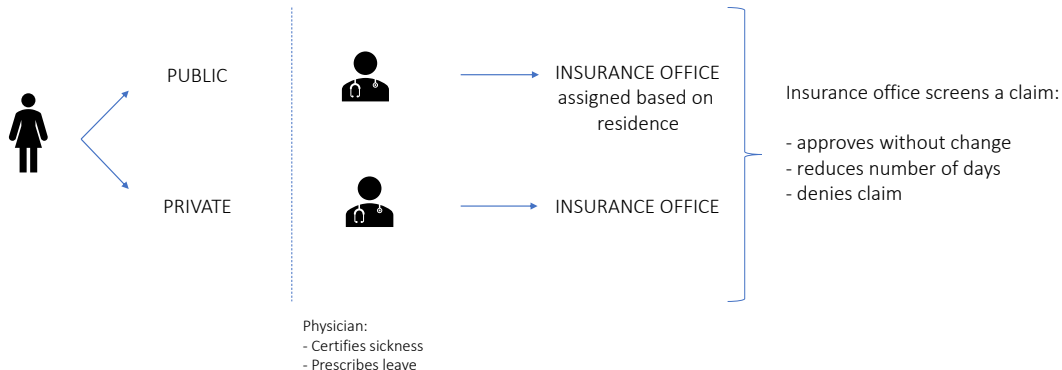 PUBLIC
PRIVATE
INSURANCE OFFICE
assigned based on
residence
INSURANCE OFFICE
Insurance office screens a claim:
- approves without change
- reduces number of days
- denies claim
Physician:
- Certifies sickness
- Prescribes leave